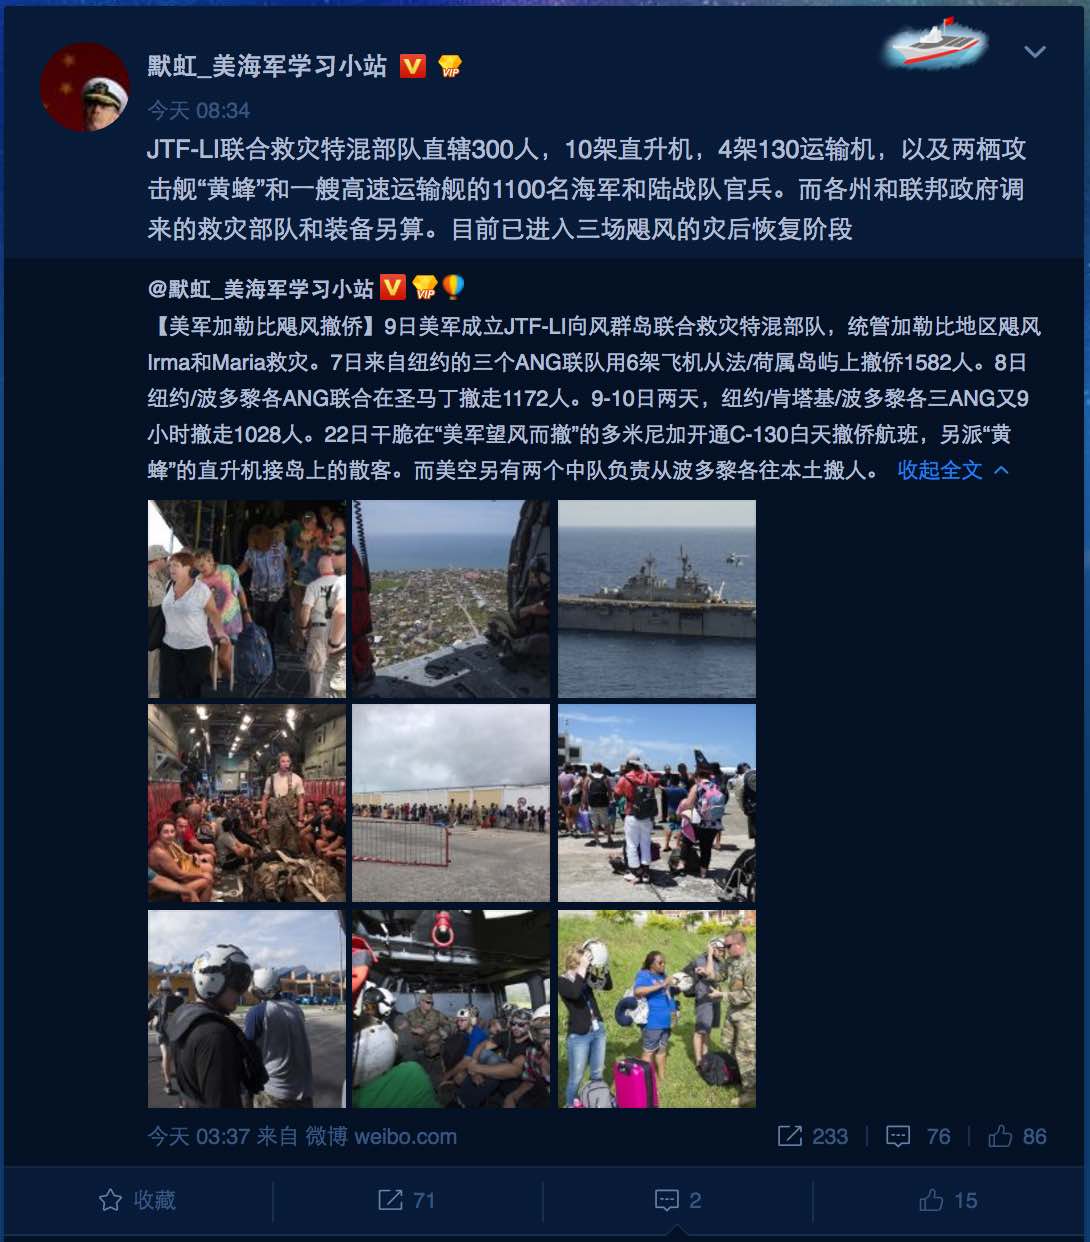 默虹_美海军学习小站 V VIP
今天 08:34
JTF-LI联合救灾特混部队直辖300人，10架直升机，4架130运输机，以及两栖攻
击舰“黄蜂”和一艘高速运输舰的1100名海军和陆战队官兵。而各州和联邦政府调
来的救灾部队和装备另算。目前已进入三场飓风的灾后恢复阶段
@默虹_美海军学习小站 V VIP
【美军加勒比飓风撤侨】9日美军成立JTF-LI向风群岛联合救灾特混部队，统管加勒比地区飓风
Irma和Maria救灾。7日来自纽约的三个ANG联队用6架飞机从法/荷属岛屿上撤侨1582人。8日
纽约/波多黎各ANG联合在圣马丁撤走1172人。9-10日两天，纽约/肯塔基/波多黎各三ANG又9
小时撤走1028人。22日干脆在“美军望风而撤”的多米尼加开通C-130白天撤侨航班，另派“黄
蜂”的直升机接岛上的散客。而美空另有两个中队负责从波多黎各往本土搬人。 收起全文
今天 03:37 来自 微博 weibo.com
233 76 86
收藏 71 2 15